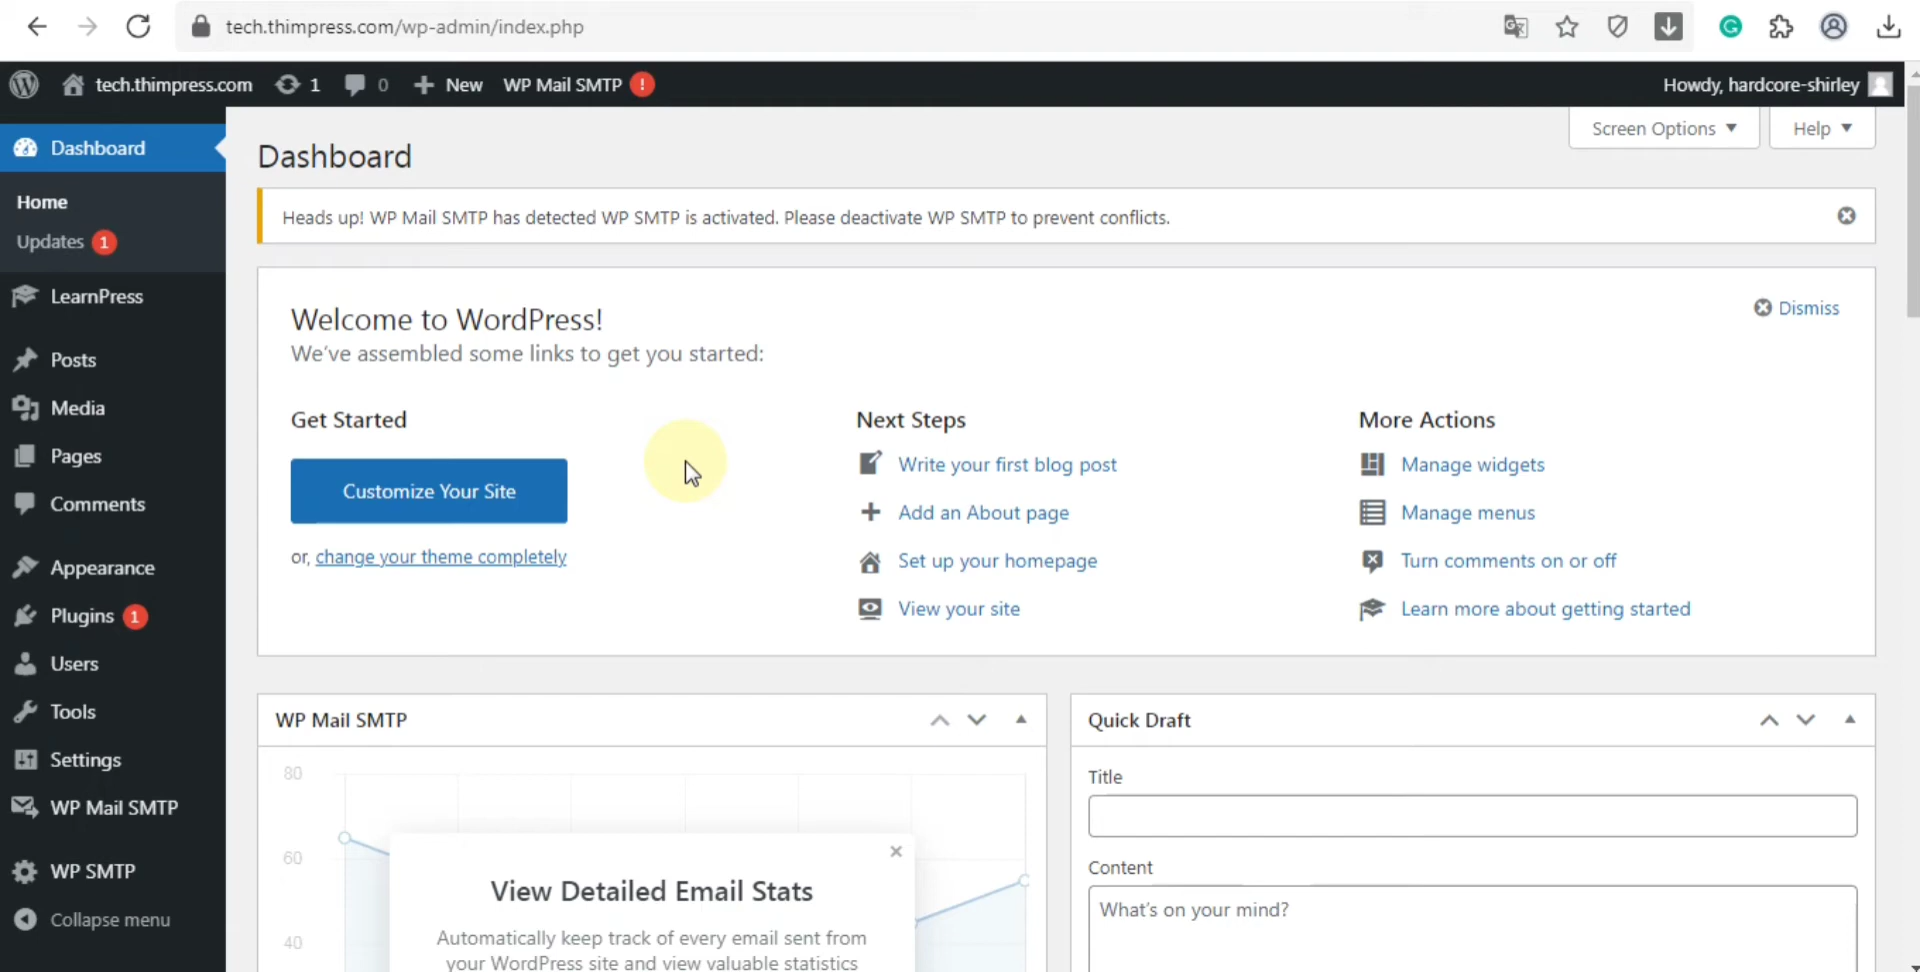 tech.thimpress.com/wp-admin/index.php
tech.thimpress.com 1 0 New WP Mail SMTP ! Howdy, hardcore-shirley
Screen Options Help
Dashboard
Home
Updates 1
LearnPress
Posts
Media
Pages
Comments
Appearance
Plugins 1
Users
Tools
Settings
WP Mail SMTP
WP SMTP
Collapse menu
Dashboard
Heads up! WP Mail SMTP has detected WP SMTP is activated. Please deactivate WP SMTP to prevent conflicts.
Welcome to WordPress!
We've assembled some links to get you started:
Dismiss
Get Started
Customize Your Site
or, change your theme completely
Next Steps
Write your first blog post
Add an About page
Set up your homepage
View your site
More Actions
Manage widgets
Manage menus
Turn comments on or off
Learn more about getting started
WP Mail SMTP
80
60
40
View Detailed Email Stats
Automatically keep track of every email sent from
your WordPress site and view valuable statistics
Quick Draft
Title
Content
What's on your mind?